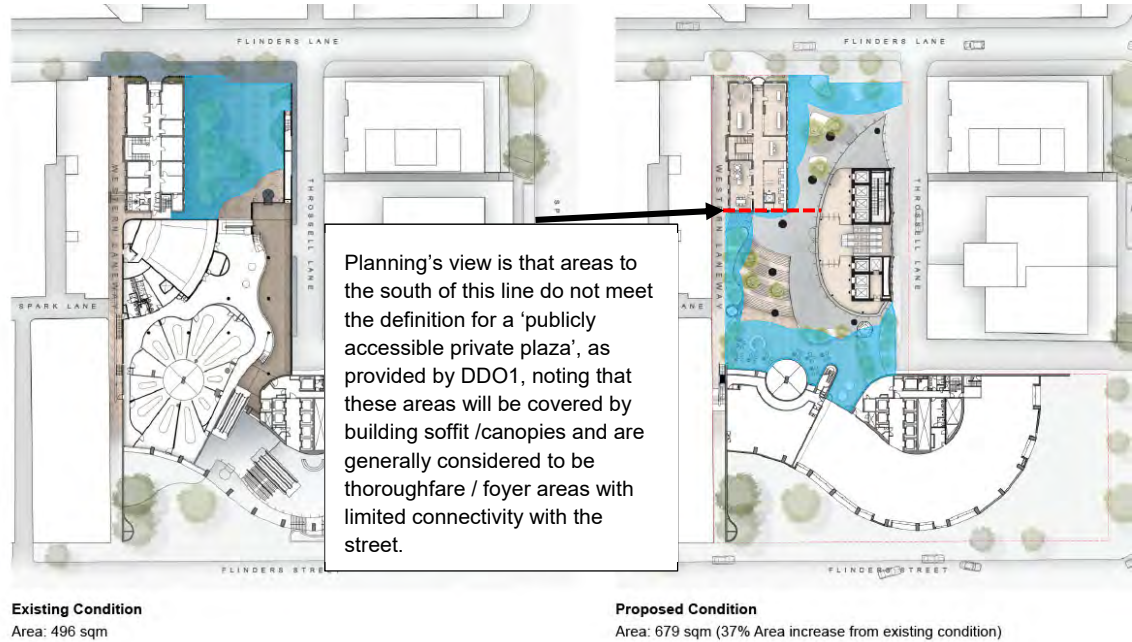 FLINDERS LANE
FLINDERS LANE
WESTERN LANEWAY
THROSSELL LANE
SP
WESTERN LANEWAY
THROSSELL LANE
SPARK LANE
LANE
Planning’s view is that areas to
the south of this line do not meet
the definition for a ‘publicly
accessible private plaza’, as
provided by DDO1, noting that
these areas will be covered by
building soffit /canopies and are
generally considered to be
thoroughfare / foyer areas with
limited connectivity with the
street.
FLINDERS STREET
FLINDERS STREET
Existing Condition
Area: 496 sqm
Proposed Condition
Area: 679 sqm (37% Area increase from existing condition)